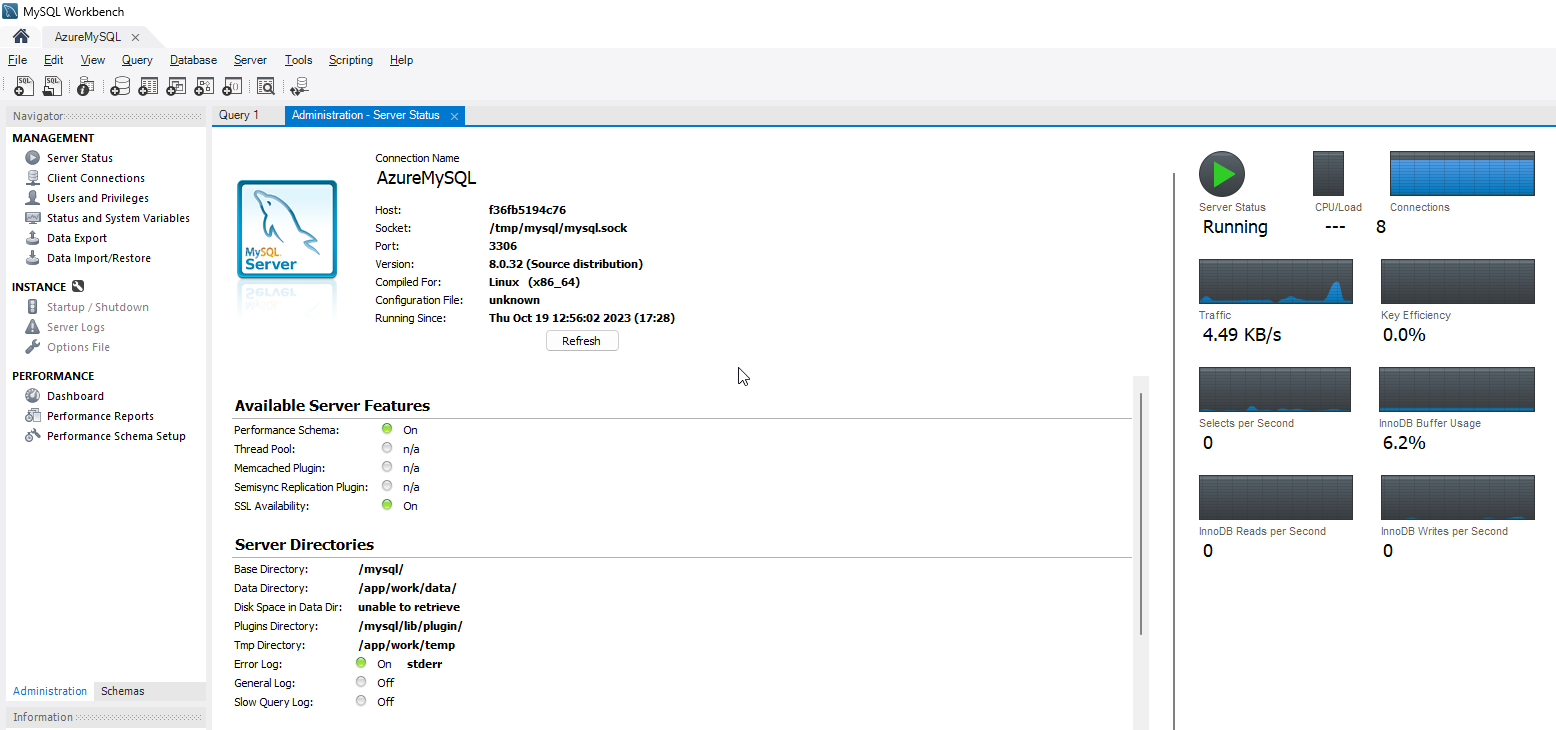 MySQL Workbench
AzureMySQL
File Edit View Query Database Server Tools Scripting Help
Navigator
MANAGEMENT
Server Status
Client Connections
Users and Privileges
Status and System Variables
Data Export
Data Import/Restore
INSTANCE
Startup / Shutdown
Server Logs
Options File
PERFORMANCE
Dashboard
Performance Reports
Performance Schema Setup
Administration Schemas
Information
Query 1 Administration - Server Status
MySQL
Server
Connection Name
AzureMySQL
Host: f36fb5194c76
Socket: /tmp/mysql/mysql.sock
Port: 3306
Version: 8.0.32 (Source distribution)
Compiled For: Linux (x86_64)
Configuration File: unknown
Running Since: Thu Oct 19 12:56:02 2023 (17:28)
Refresh
Available Server Features
Performance Schema: On
Thread Pool: n/a
Memcached Plugin: n/a
Semisync Replication Plugin: n/a
SSL Availability: On
Server Directories
Base Directory: /mysql/
Data Directory: /app/work/data/
Disk Space in Data Dir: unable to retrieve
Plugins Directory: /mysql/lib/plugin/
Tmp Directory: /app/work/temp
Error Log: On stderr
General Log: Off
Slow Query Log: Off
Server Status CPU/Load Connections
Running --- 8
Traffic Key Efficiency
4.49 KB/s 0.0%
Selects per Second InnoDB Buffer Usage
0 6.2%
InnoDB Reads per Second InnoDB Writes per Second
0 0